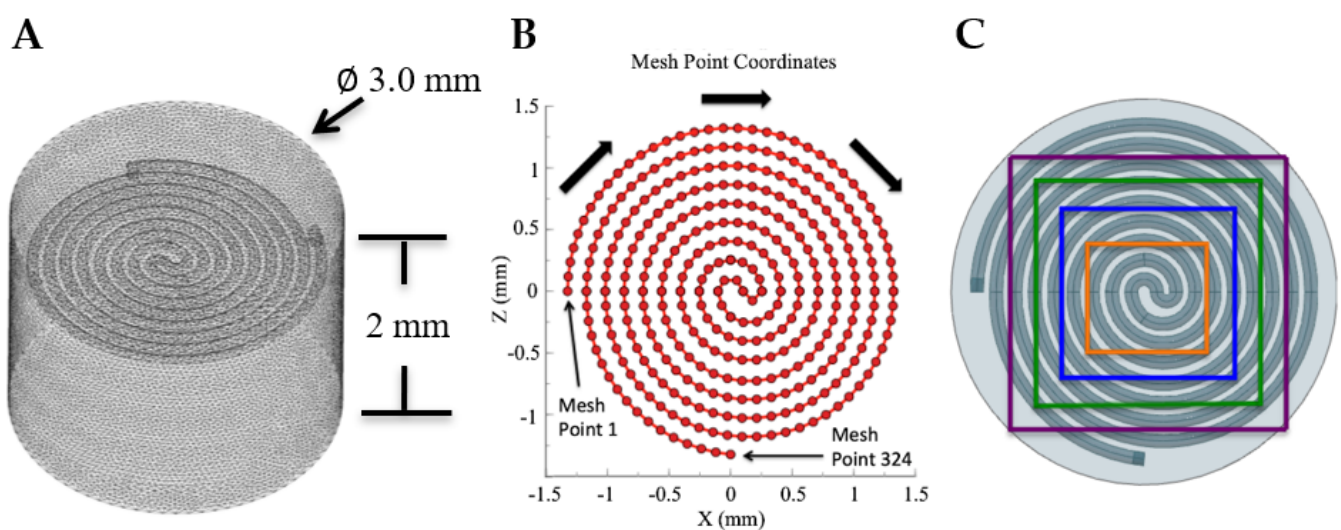 A
B
C
Ø 3.0 mm
2 mm
Mesh Point Coordinates
1.5
1
0.5
0
-0.5
-1
Z (mm)
Mesh
Point 1
Mesh
Point 324
-1.5
-1
-0.5
0
0.5
1
1.5
X (mm)